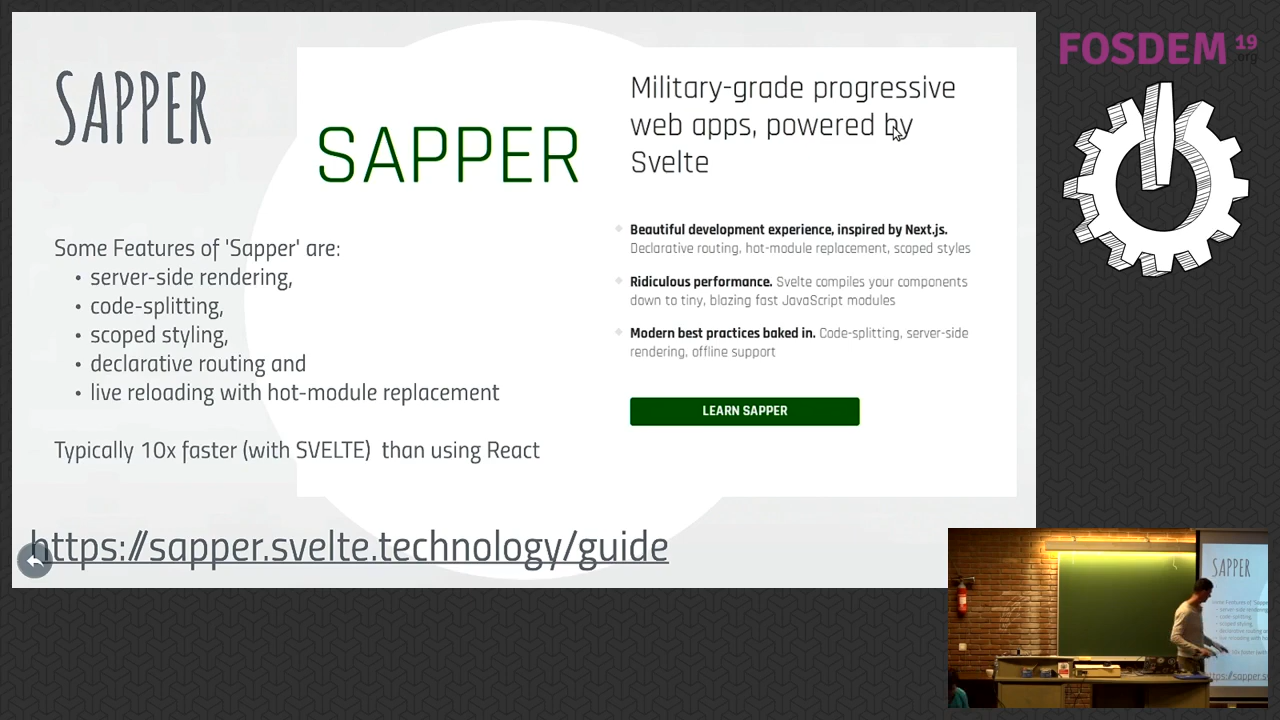 SAPPER
Some Features of 'Sapper' are:
• server-side rendering,
• code-splitting,
• scoped styling,
• declarative routing and
• live reloading with hot-module replacement
Typically 10x faster (with SVELTE)  than using React
https://sapper.svelte.technology/guide
SAPPER
Military-grade progressive
web apps, powered by
Svelte
Beautiful development experience, inspired by Next.js.
Declarative routing, hot-module replacement, scoped styles
Ridiculous performance. Svelte compiles your components
down to tiny, blazing fast JavaScript modules
Modern best practices baked in. Code-splitting, server-side
rendering, offline support
LEARN SAPPER
FOSDEM 19
.org
SAPPER